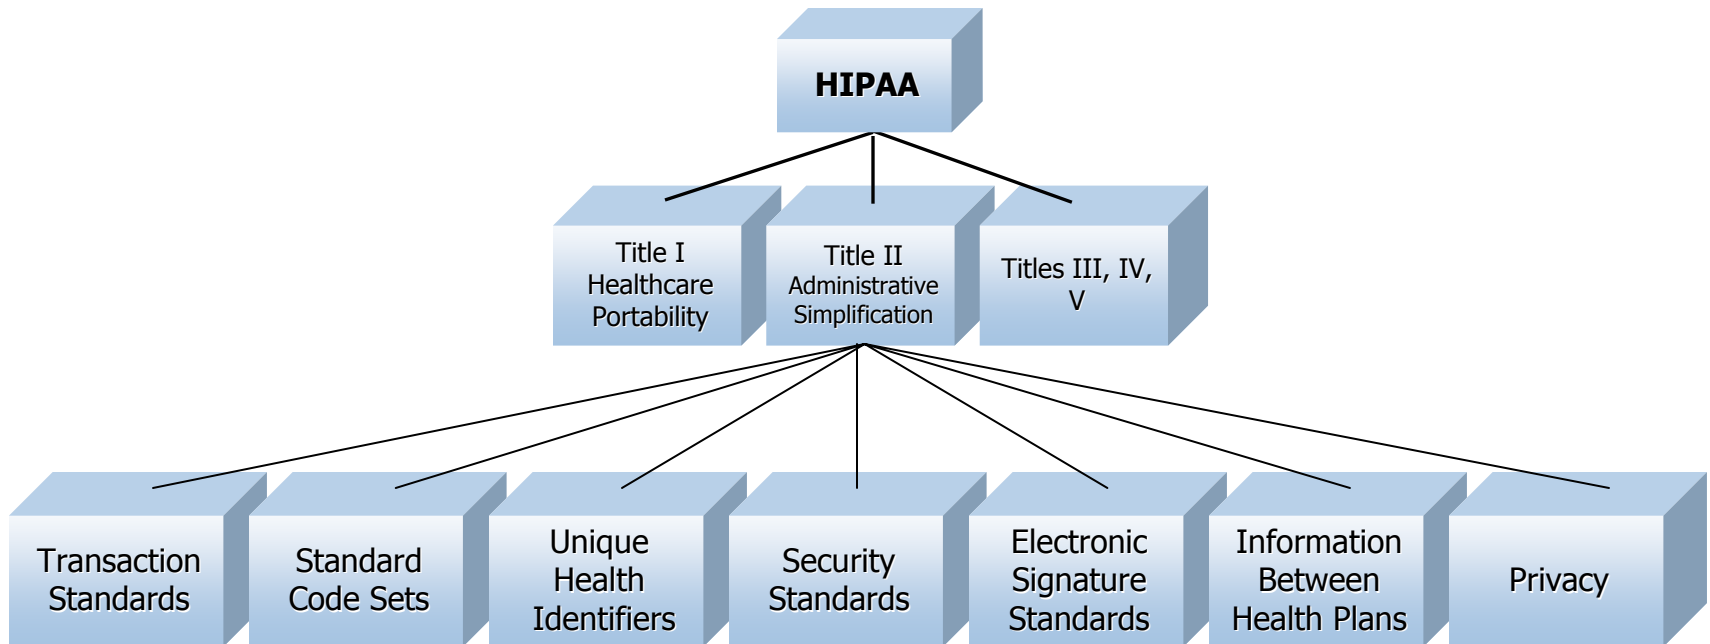 HIPAA
Title I
Healthcare
Portability
Title II
Administrative
Simplification
Titles III, IV,
V
Transaction
Standards
Standard
Code Sets
Unique
Health
Identifiers
Security
Standards
Electronic
Signature
Standards
Information
Between
Health Plans
Privacy